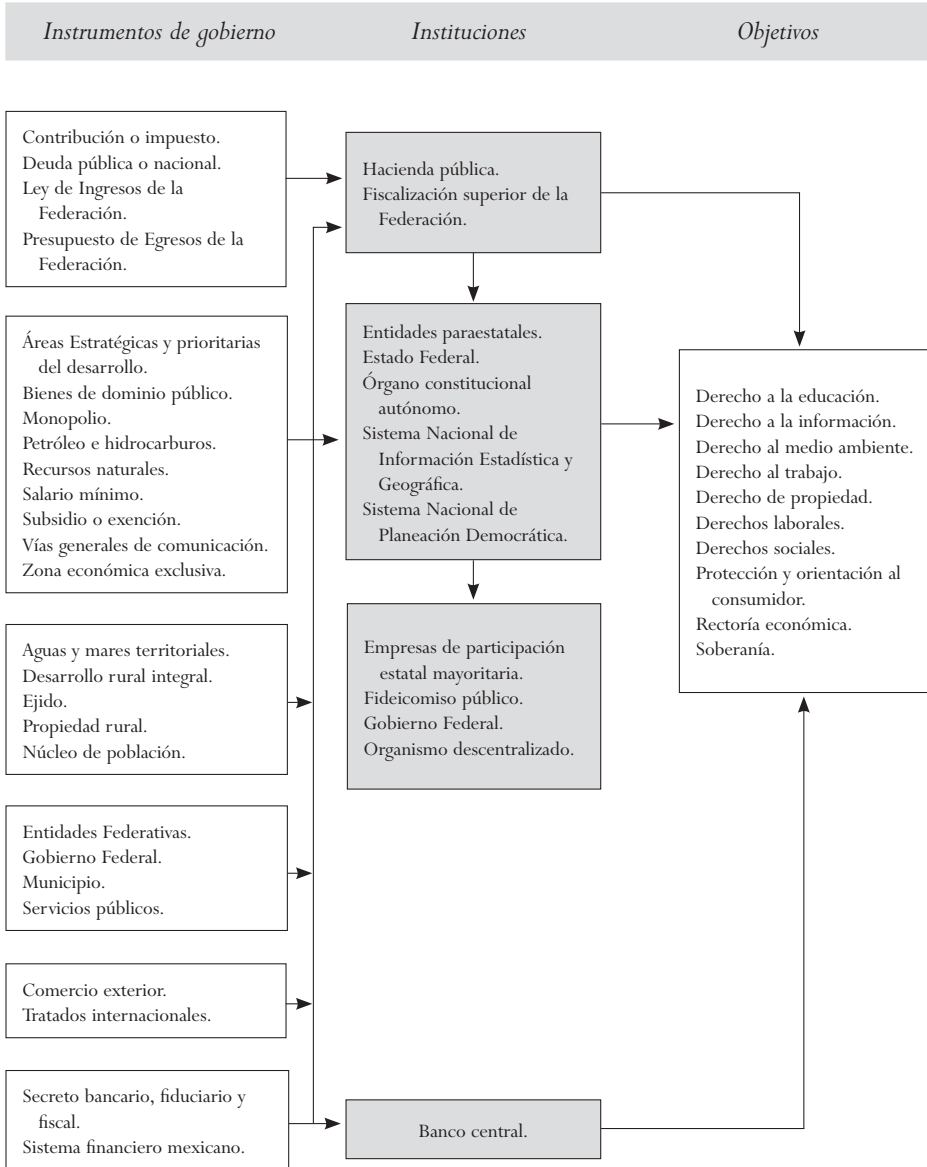 Instrumentos de gobierno
Instituciones
Objetivos
Contribución o impuesto.
Deuda pública o nacional.
Ley de Ingresos de la
Federación.
Presupuesto de Egresos de la
Federación.
Áreas Estratégicas y prioritarias
del desarrollo.
Bienes de dominio público.
Monopolio.
Petróleo e hidrocarburos.
Recursos naturales.
Salario mínimo.
Subsidio o exención.
Vías generales de comunicación.
Zona económica exclusiva.
Aguas y mares territoriales.
Desarrollo rural integral.
Ejido.
Propiedad rural.
Núcleo de población.
Entidades Federativas.
Gobierno Federal.
Municipio.
Servicios públicos.
Comercio exterior.
Tratados internacionales.
Secreto bancario, fiduciario y
fiscal.
Sistema financiero mexicano.
Hacienda pública.
Fiscalización superior de la
Federación.
Entidades paraestatales.
Estado Federal.
Órgano constitucional
autónomo.
Sistema Nacional de
Información Estadística y
Geográfica.
Sistema Nacional de
Planeación Democrática.
Empresas de participación
estatal mayoritaria.
Fideicomiso público.
Gobierno Federal.
Organismo descentralizado.
Banco central.
Derecho a la educación.
Derecho a la información.
Derecho al medio ambiente.
Derecho al trabajo.
Derecho de propiedad.
Derechos laborales.
Derechos sociales.
Protección y orientación al
consumidor.
Rectoría económica.
Soberanía.